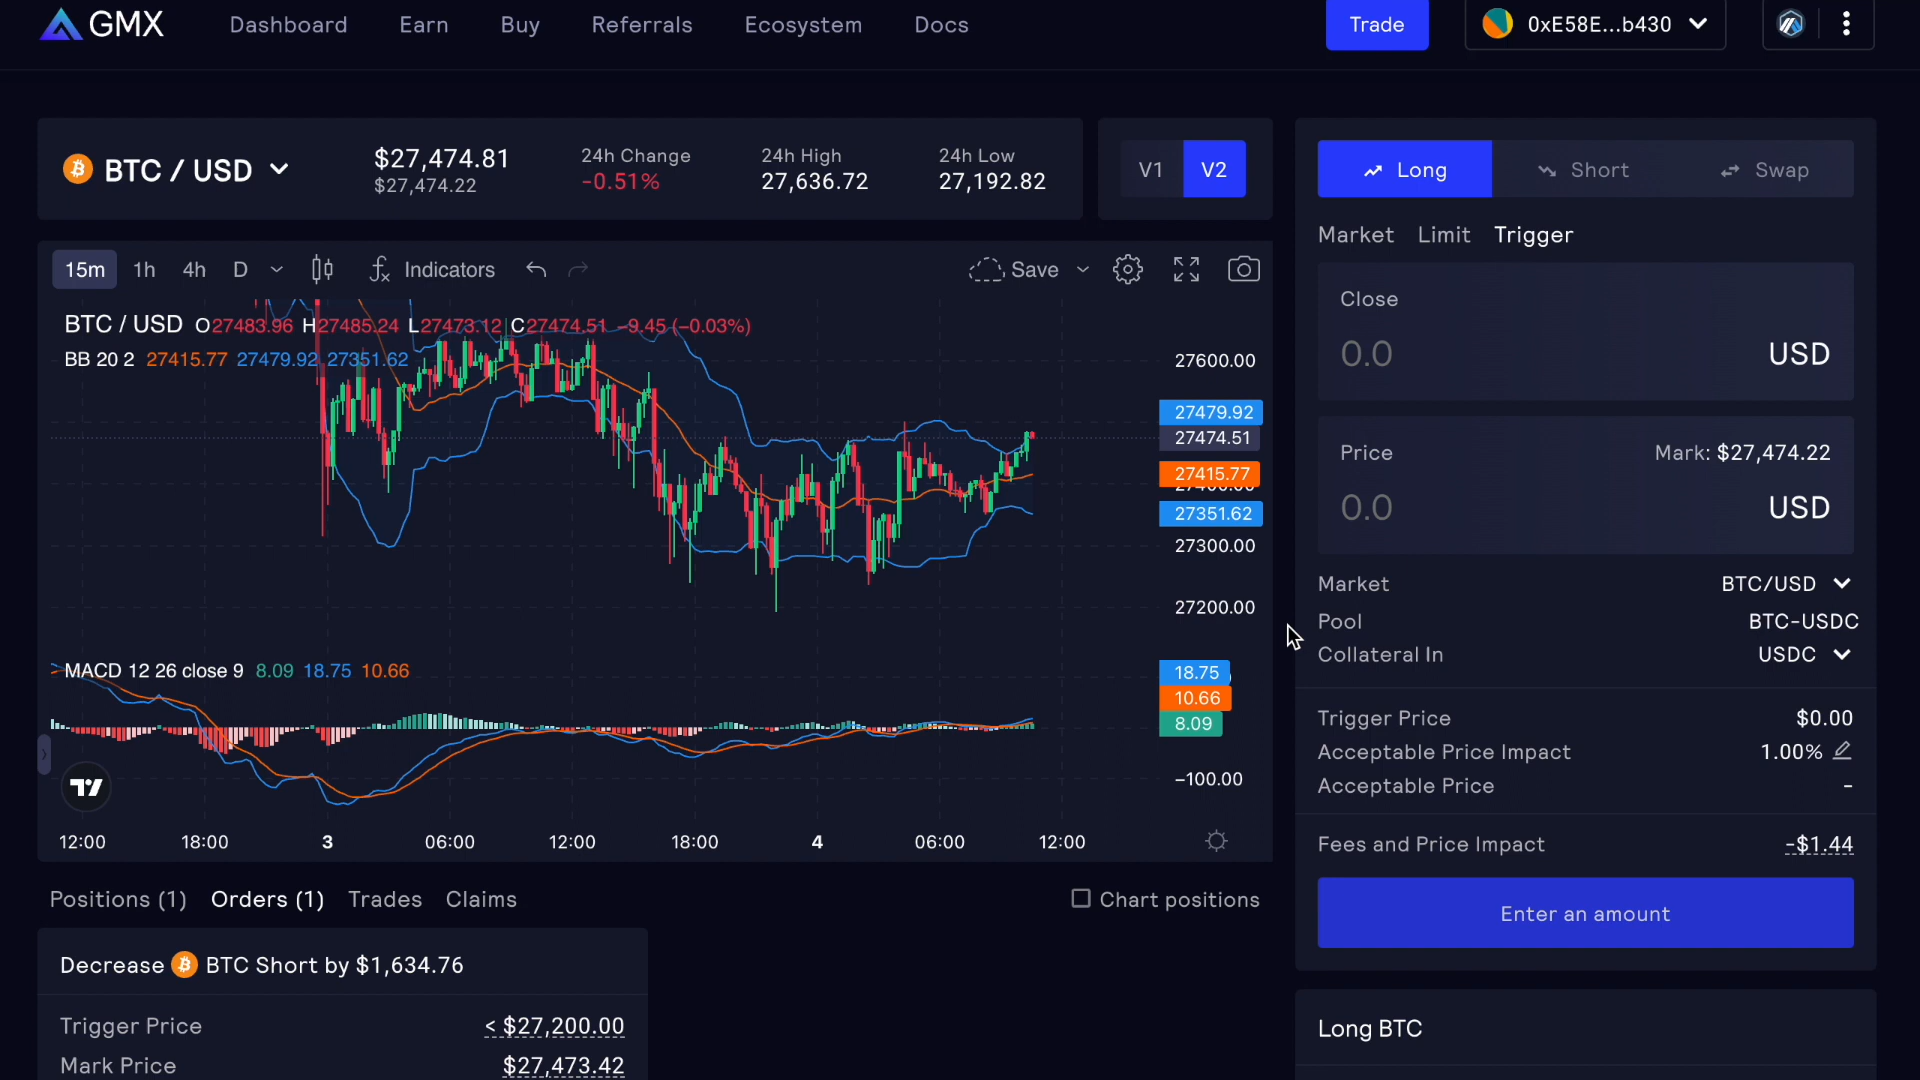 GMX Dashboard Earn Buy Referrals Ecosystem Docs Trade 0xE58E...b430
BTC / USD $27,474.81 $27,474.22
24h Change -0.51%
24h High 27,636.72
24h Low 27,192.82
V1 V2
15m 1h 4h D Indicators Save
BTC / USD O27483.96 H27485.24 L27473.12 C27474.51 −9.45 (−0.03%)
BB 20 2 27415.77 27479.92 27351.62
27600.00
27479.92
27474.51
27415.77
27351.62
27300.00
27200.00
MACD 12 26 close 9 8.09 18.75 10.66
18.75
10.66
8.09
−100.00
12:00 18:00 3 06:00 12:00 18:00 4 06:00 12:00
Positions (1) Orders (1) Trades Claims Chart positions
Decrease BTC Short by $1,634.76
Trigger Price < $27,200.00
Mark Price $27,473.42
Long Short Swap
Market Limit Trigger
Close
0.0 USD
Price Mark: $27,474.22
0.0 USD
Market BTC/USD
Pool BTC-USDC
Collateral In USDC
Trigger Price $0.00
Acceptable Price Impact 1.00%
Acceptable Price -
Fees and Price Impact -$1.44
Enter an amount
Long BTC